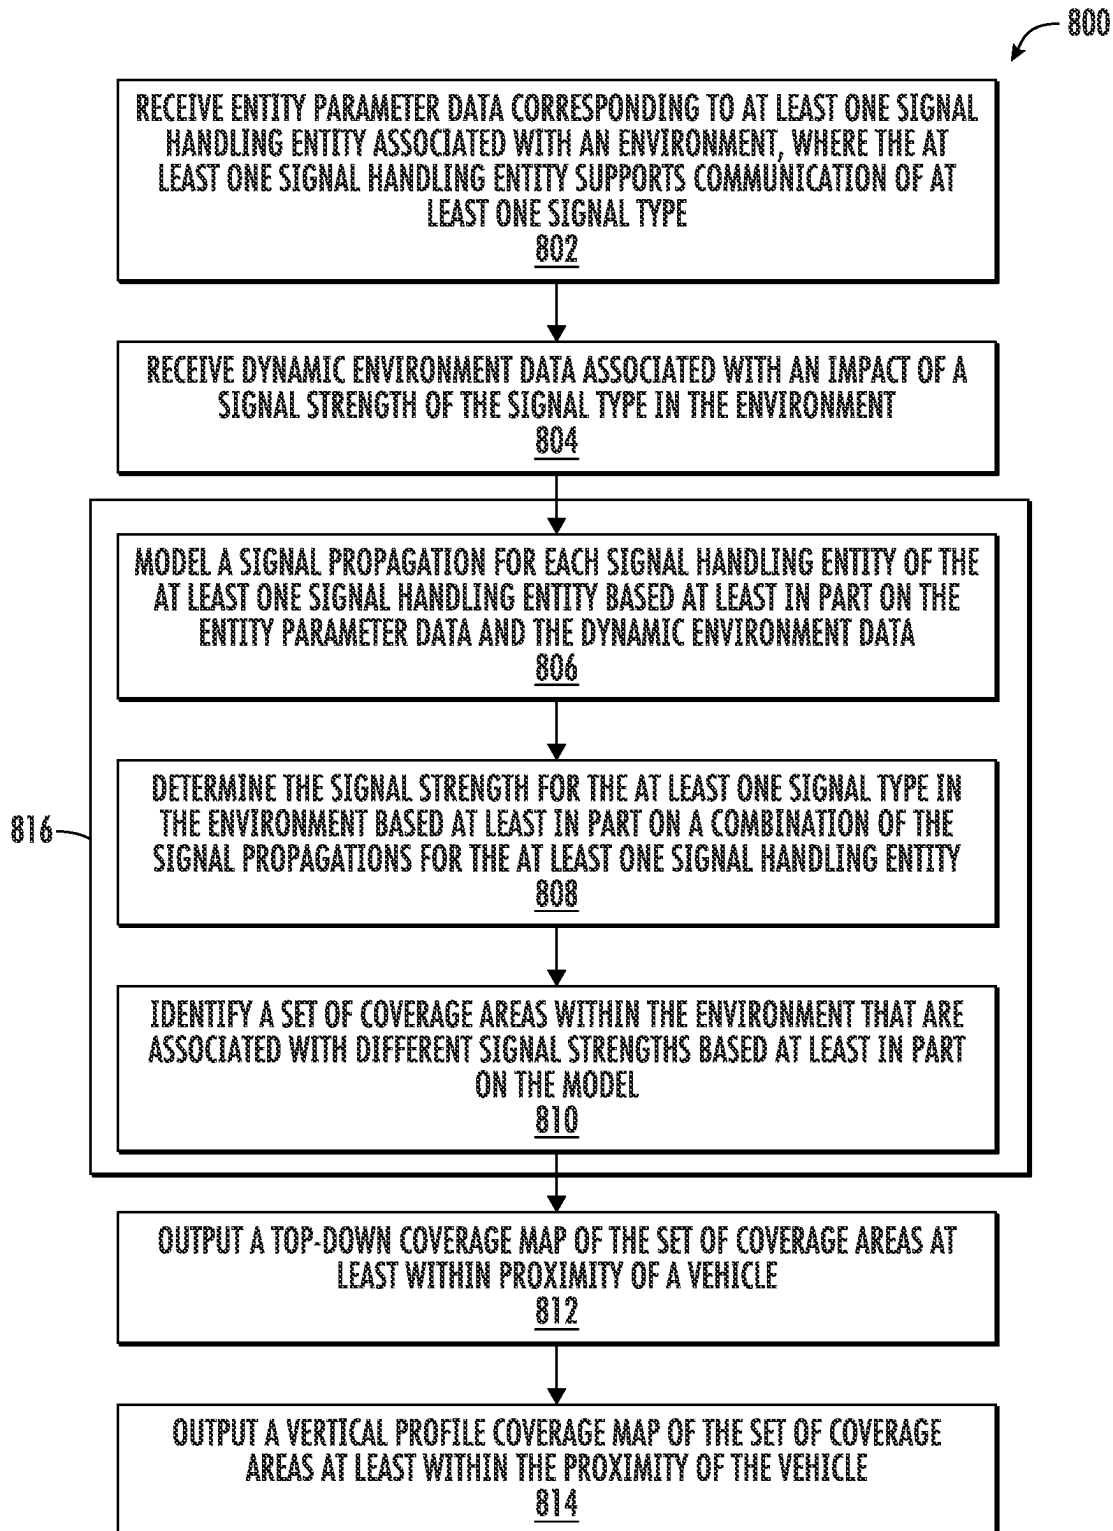 800
RECEIVE ENTITY PARAMETER DATA CORRESPONDING TO AT LEAST ONE SIGNAL
HANDLING ENTITY ASSOCIATED WITH AN ENVIRONMENT, WHERE THE AT
LEAST ONE SIGNAL HANDLING ENTITY SUPPORTS COMMUNICATION OF AT
LEAST ONE SIGNAL TYPE
802
RECEIVE DYNAMIC ENVIRONMENT DATA ASSOCIATED WITH AN IMPACT OF A
SIGNAL STRENGTH OF THE SIGNAL TYPE IN THE ENVIRONMENT
804
MODEL A SIGNAL PROPAGATION FOR EACH SIGNAL HANDLING ENTITY OF THE
AT LEAST ONE SIGNAL HANDLING ENTITY BASED AT LEAST IN PART ON THE
ENTITY PARAMETER DATA AND THE DYNAMIC ENVIRONMENT DATA
806
DETERMINE THE SIGNAL STRENGTH FOR THE AT LEAST ONE SIGNAL TYPE IN
THE ENVIRONMENT BASED AT LEAST IN PART ON A COMBINATION OF THE
SIGNAL PROPAGATIONS FOR THE AT LEAST ONE SIGNAL HANDLING ENTITY
808
816
IDENTIFY A SET OF COVERAGE AREAS WITHIN THE ENVIRONMENT THAT ARE
ASSOCIATED WITH DIFFERENT SIGNAL STRENGTHS BASED AT LEAST IN PART
ON THE MODEL
810
OUTPUT A TOP-DOWN COVERAGE MAP OF THE SET OF COVERAGE AREAS AT
LEAST WITHIN PROXIMITY OF A VEHICLE
812
OUTPUT A VERTICAL PROFILE COVERAGE MAP OF THE SET OF COVERAGE
AREAS AT LEAST WITHIN THE PROXIMITY OF THE VEHICLE
814